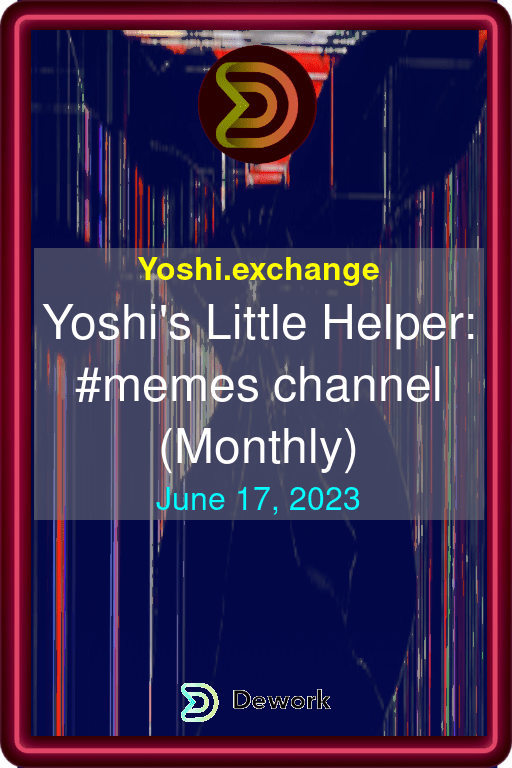 Yoshi.exchange
Yoshi's Little Helper:
#memes channel
(Monthly)
June 17, 2023
Dework